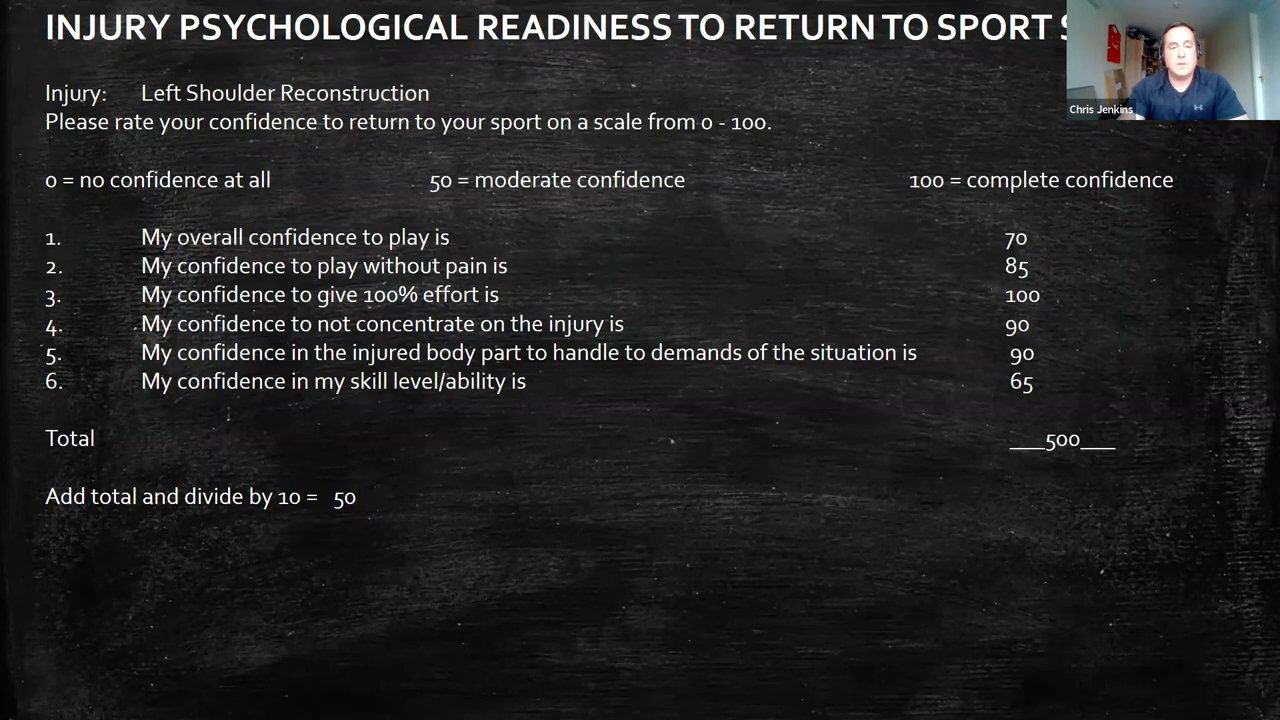 INJURY PSYCHOLOGICAL READINESS TO RETURN TO SPORT
Chris Jenkins
Injury: Left Shoulder Reconstruction
Please rate your confidence to return to your sport on a scale from 0 - 100.
0 = no confidence at all 50 = moderate confidence 100 = complete confidence
1. My overall confidence to play is 70
2. My confidence to play without pain is 85
3. My confidence to give 100% effort is 100
4. My confidence to not concentrate on the injury is 90
5. My confidence in the injured body part to handle to demands of the situation is 90
6. My confidence in my skill level/ability is 65
Total ___500___
Add total and divide by 10 = 50